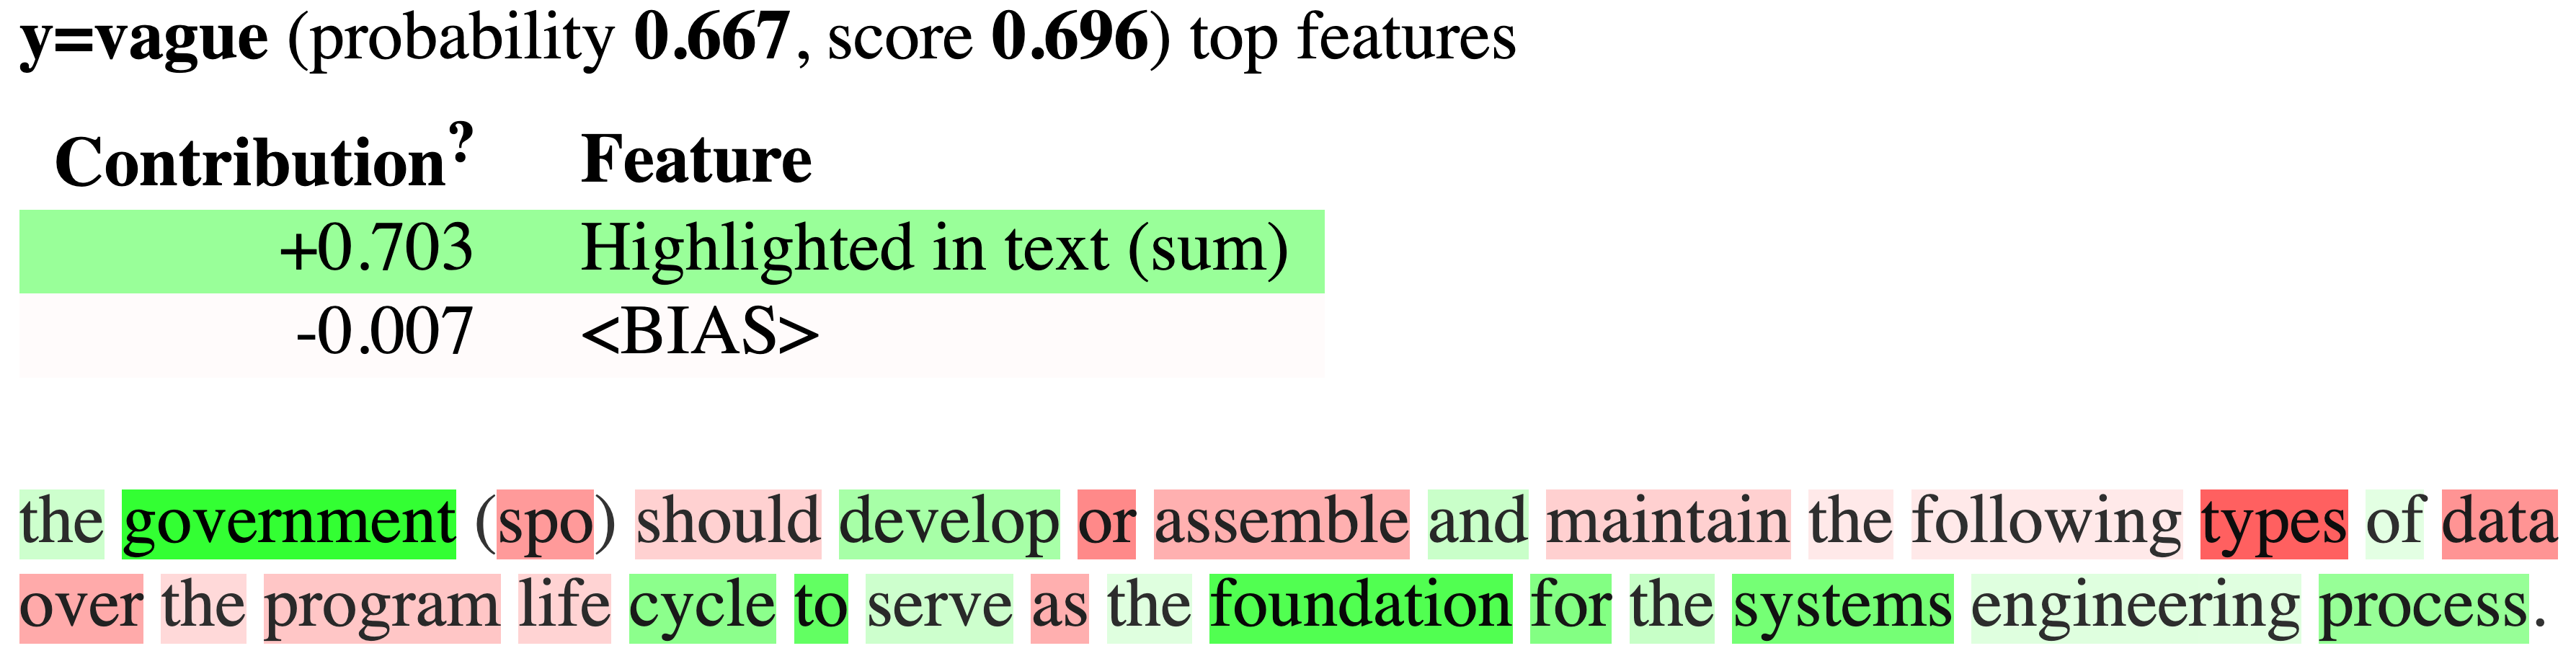 y=vague (probability 0.667, score 0.696) top features
Contribution? Feature
+0.703 Highlighted in text (sum)
-0.007 <BIAS>
the government (spo) should develop or assemble and maintain the following types of data
over the program life cycle to serve as the foundation for the systems engineering process.